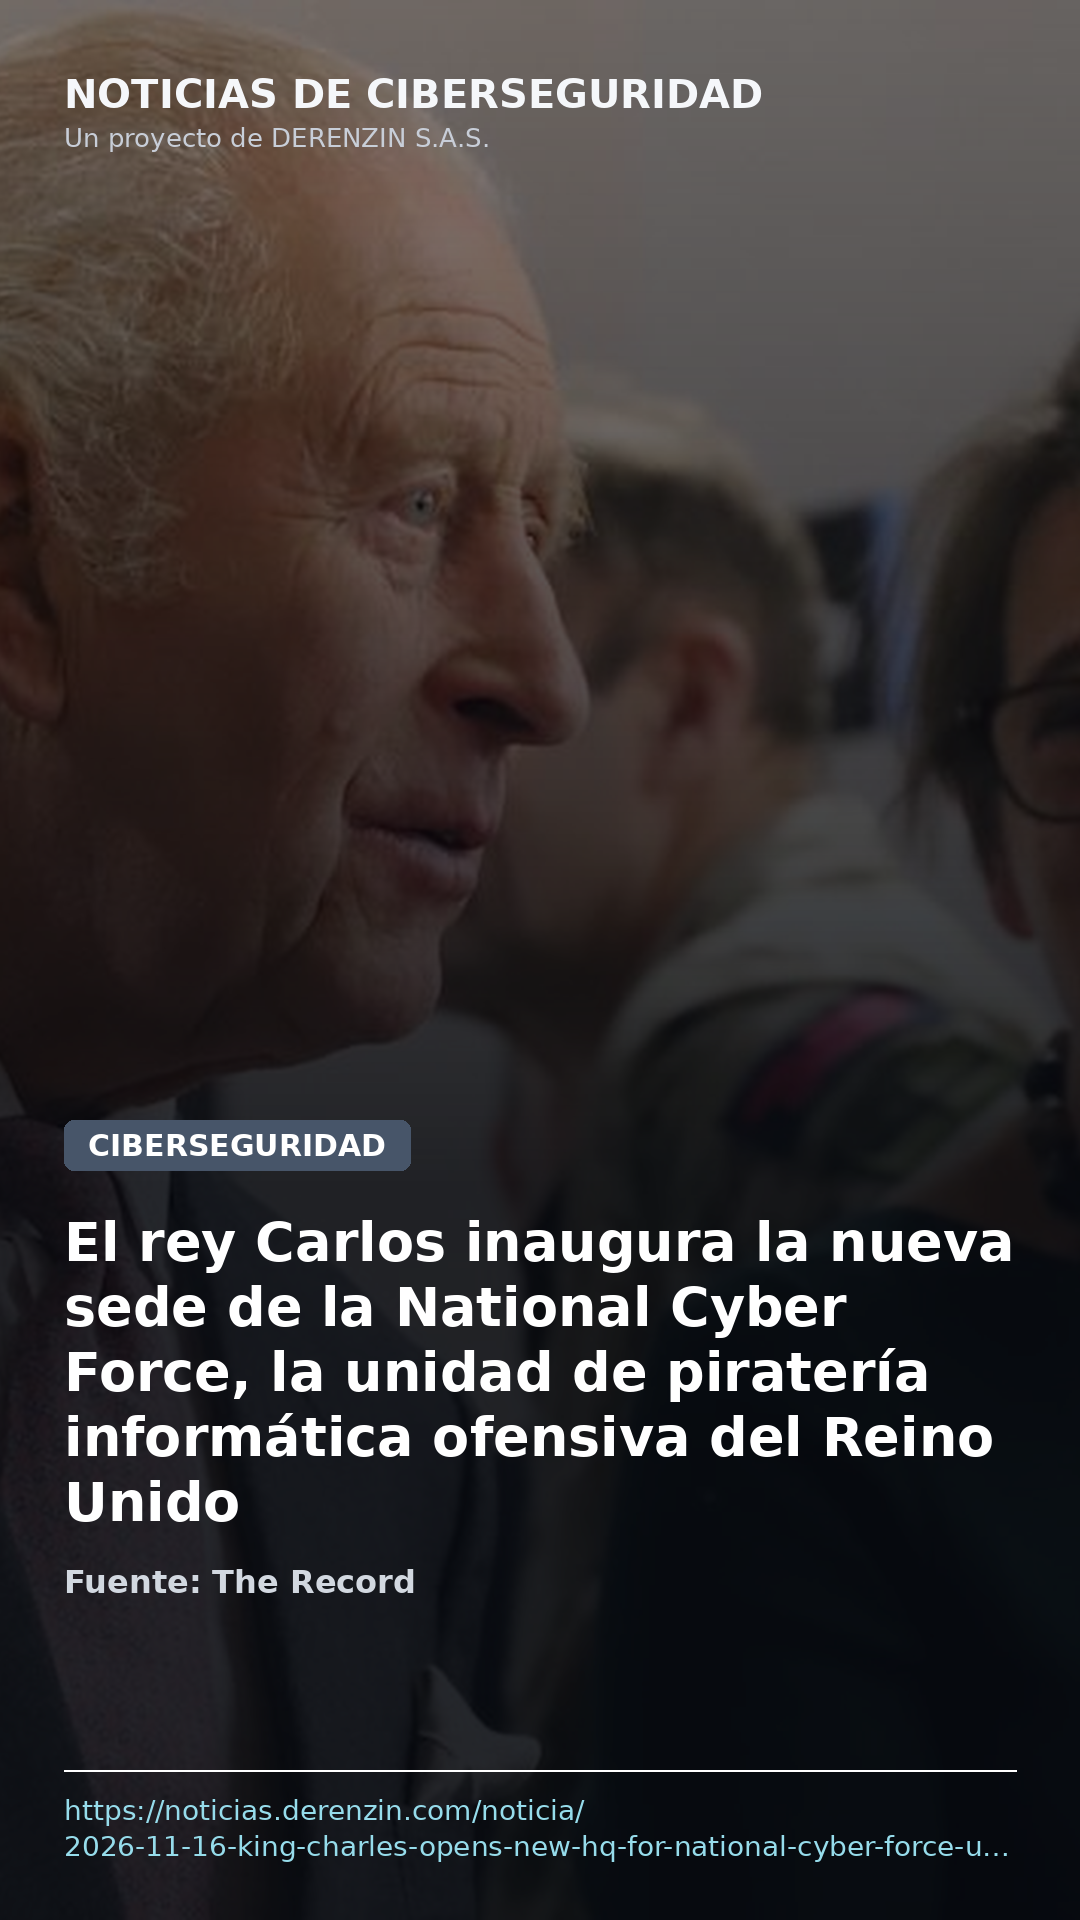 NOTICIAS DE CIBERSEGURIDAD
Un proyecto de DERENZIN S.A.S.
CIBERSEGURIDAD
El rey Carlos inaugura la nueva
sede de la National Cyber
Force, la unidad de piratería
informática ofensiva del Reino
Unido
Fuente: The Record
https://noticias.derenzin.com/noticia/
2026-11-16-king-charles-opens-new-hq-for-national-cyber-force-u...